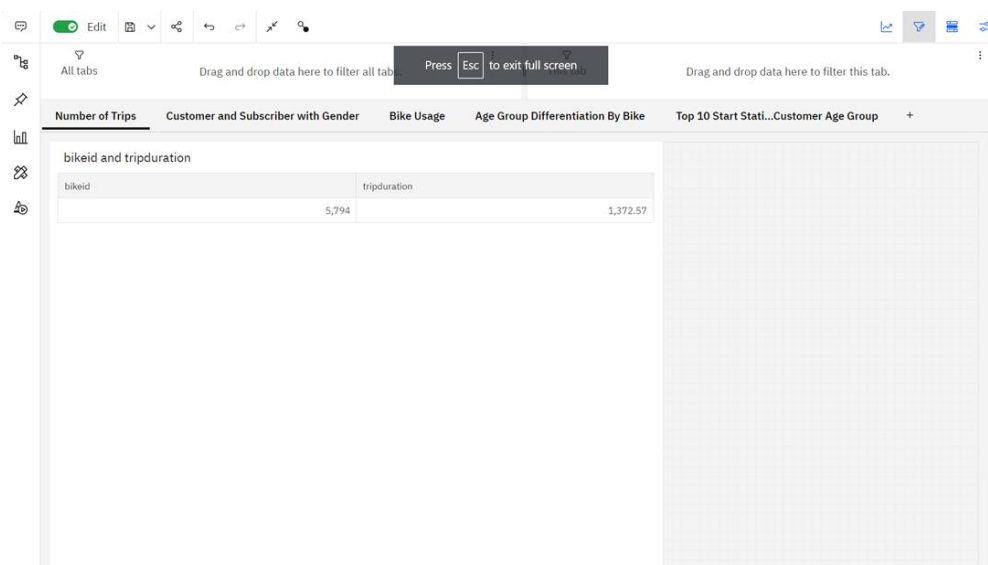 Edit
All tabs
Drag and drop data here to filter all tabs.
Press Esc to exit full screen
This tab
Drag and drop data here to filter this tab.
Number of Trips
Customer and Subscriber with Gender
Bike Usage
Age Group Differentiation By Bike
Top 10 Start Stati...Customer Age Group
+
bikeid and tripduration
bikeid tripduration
5,794 1,372.57